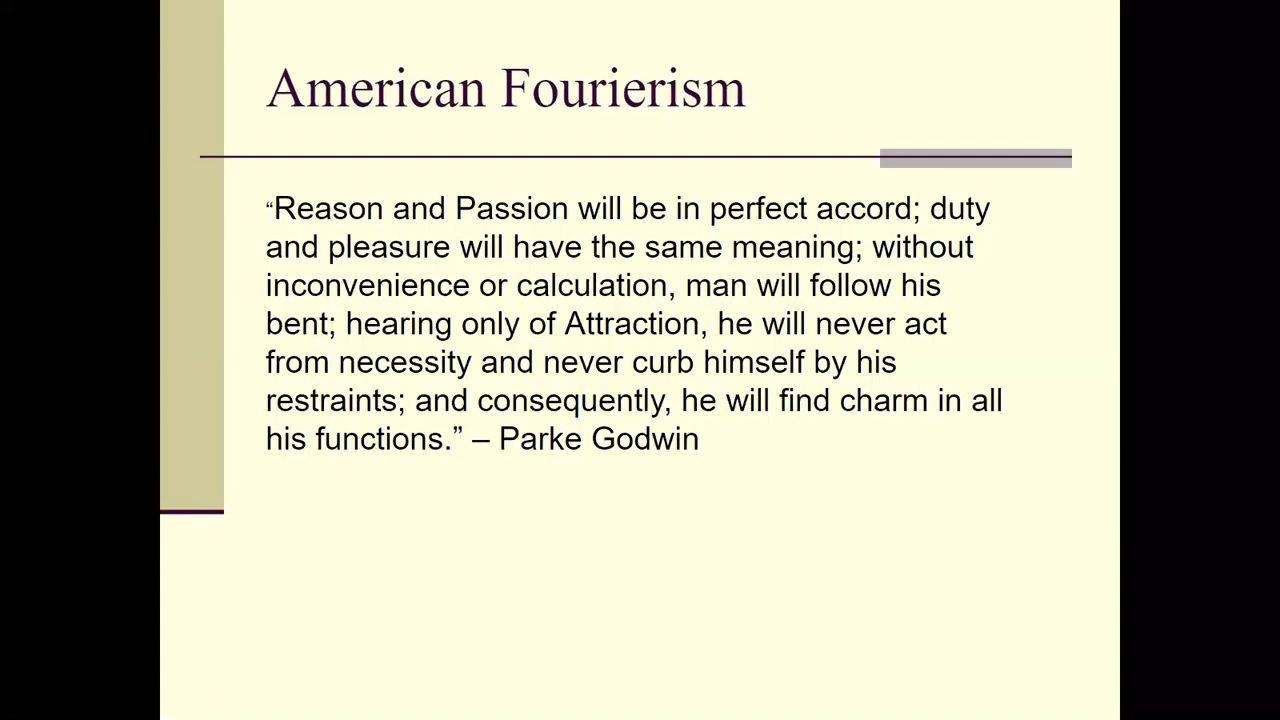 American Fourierism
“Reason and Passion will be in perfect accord; duty
and pleasure will have the same meaning; without
inconvenience or calculation, man will follow his
bent; hearing only of Attraction, he will never act
from necessity and never curb himself by his
restraints; and consequently, he will find charm in all
his functions.” – Parke Godwin